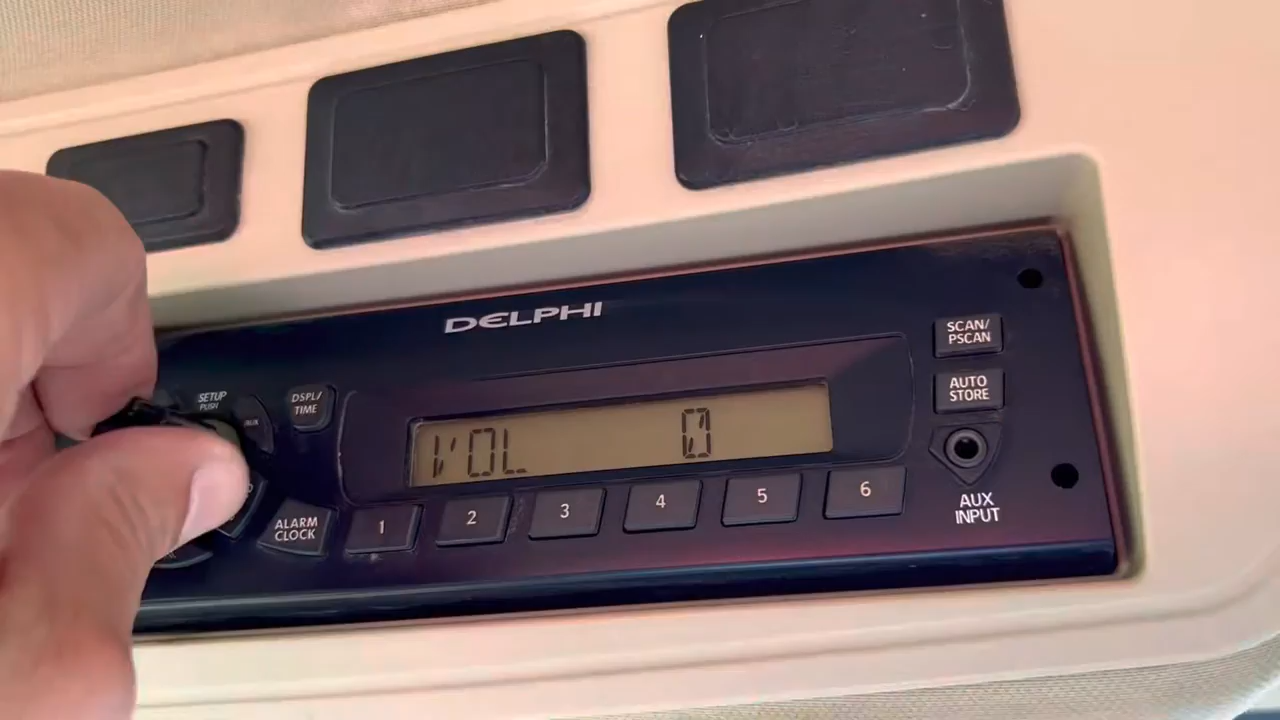 DELPHI
SCAN/
PSCAN
SETUP
PUSH
DSPL/
TIME
AUX
AUTO
STORE
VOL 0
ALARM
CLOCK
1
2
3
4
5
6
AUX
INPUT